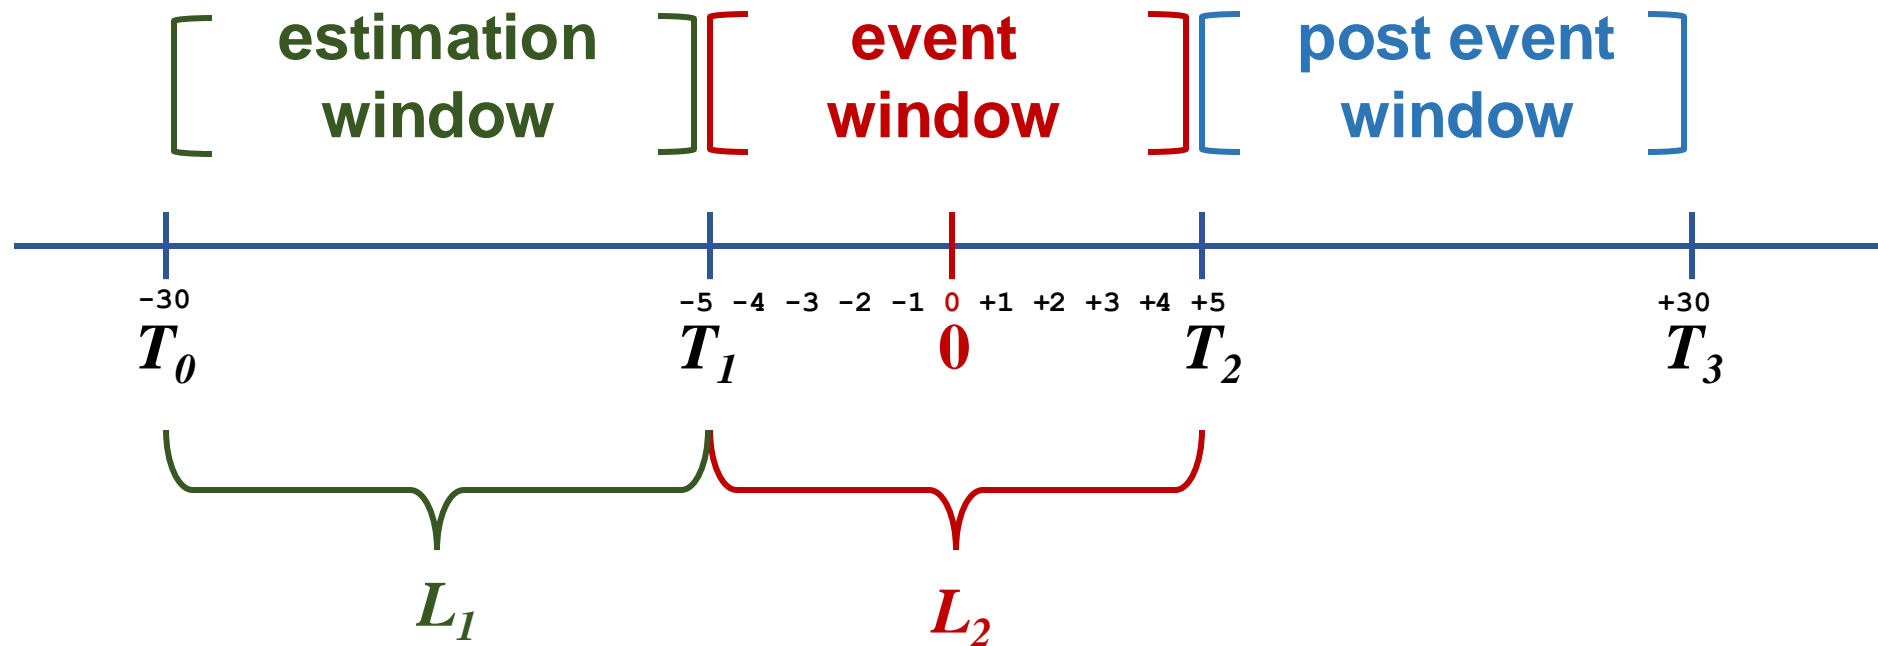 estimation window
event window
post event window
-30
-5 -4 -3 -2 -1 0 +1 +2 +3 +4 +5
+30
T0
T1
0
T2
T3
L1
L2